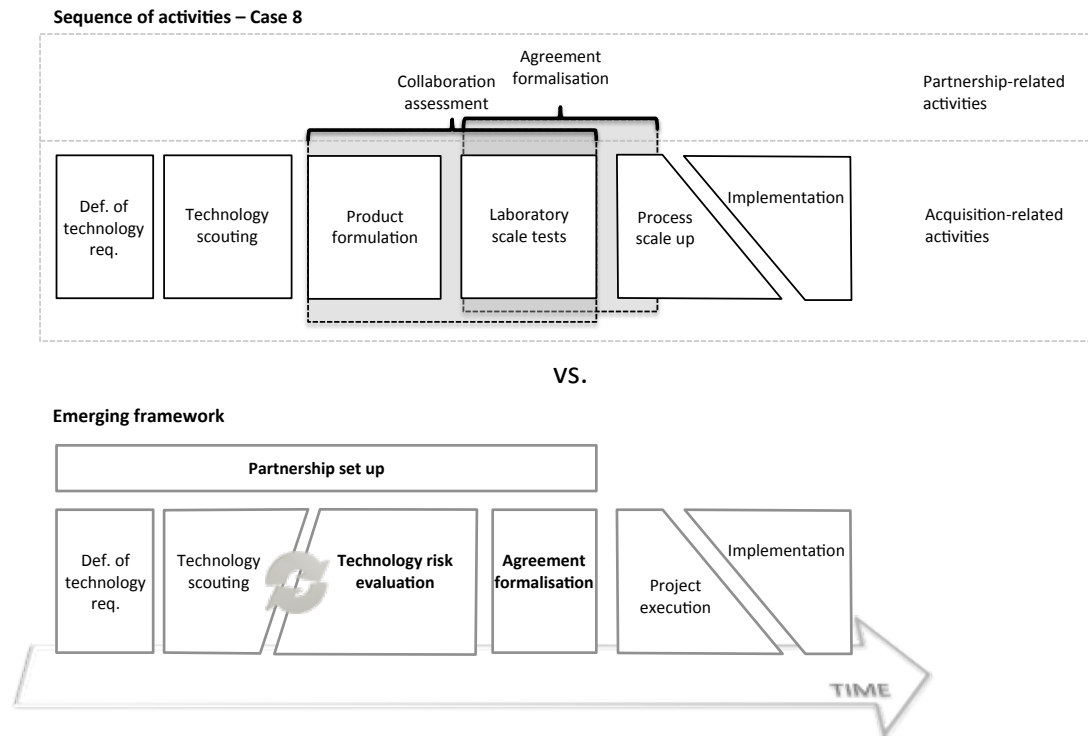 Sequence of activities – Case 8
Agreement
formalisation
Collaboration
assessment
Partnership-related
activities
Def. of
technology
req.
Technology
scouting
Product
formulation
Laboratory
scale tests
Process
scale up
Implementation
Acquisition-related
activities
vs.
Emerging framework
Partnership set up
Def. of
technology
req.
Technology
scouting
Technology risk
evaluation
Agreement
formalisation
Project
execution
Implementation
TIME